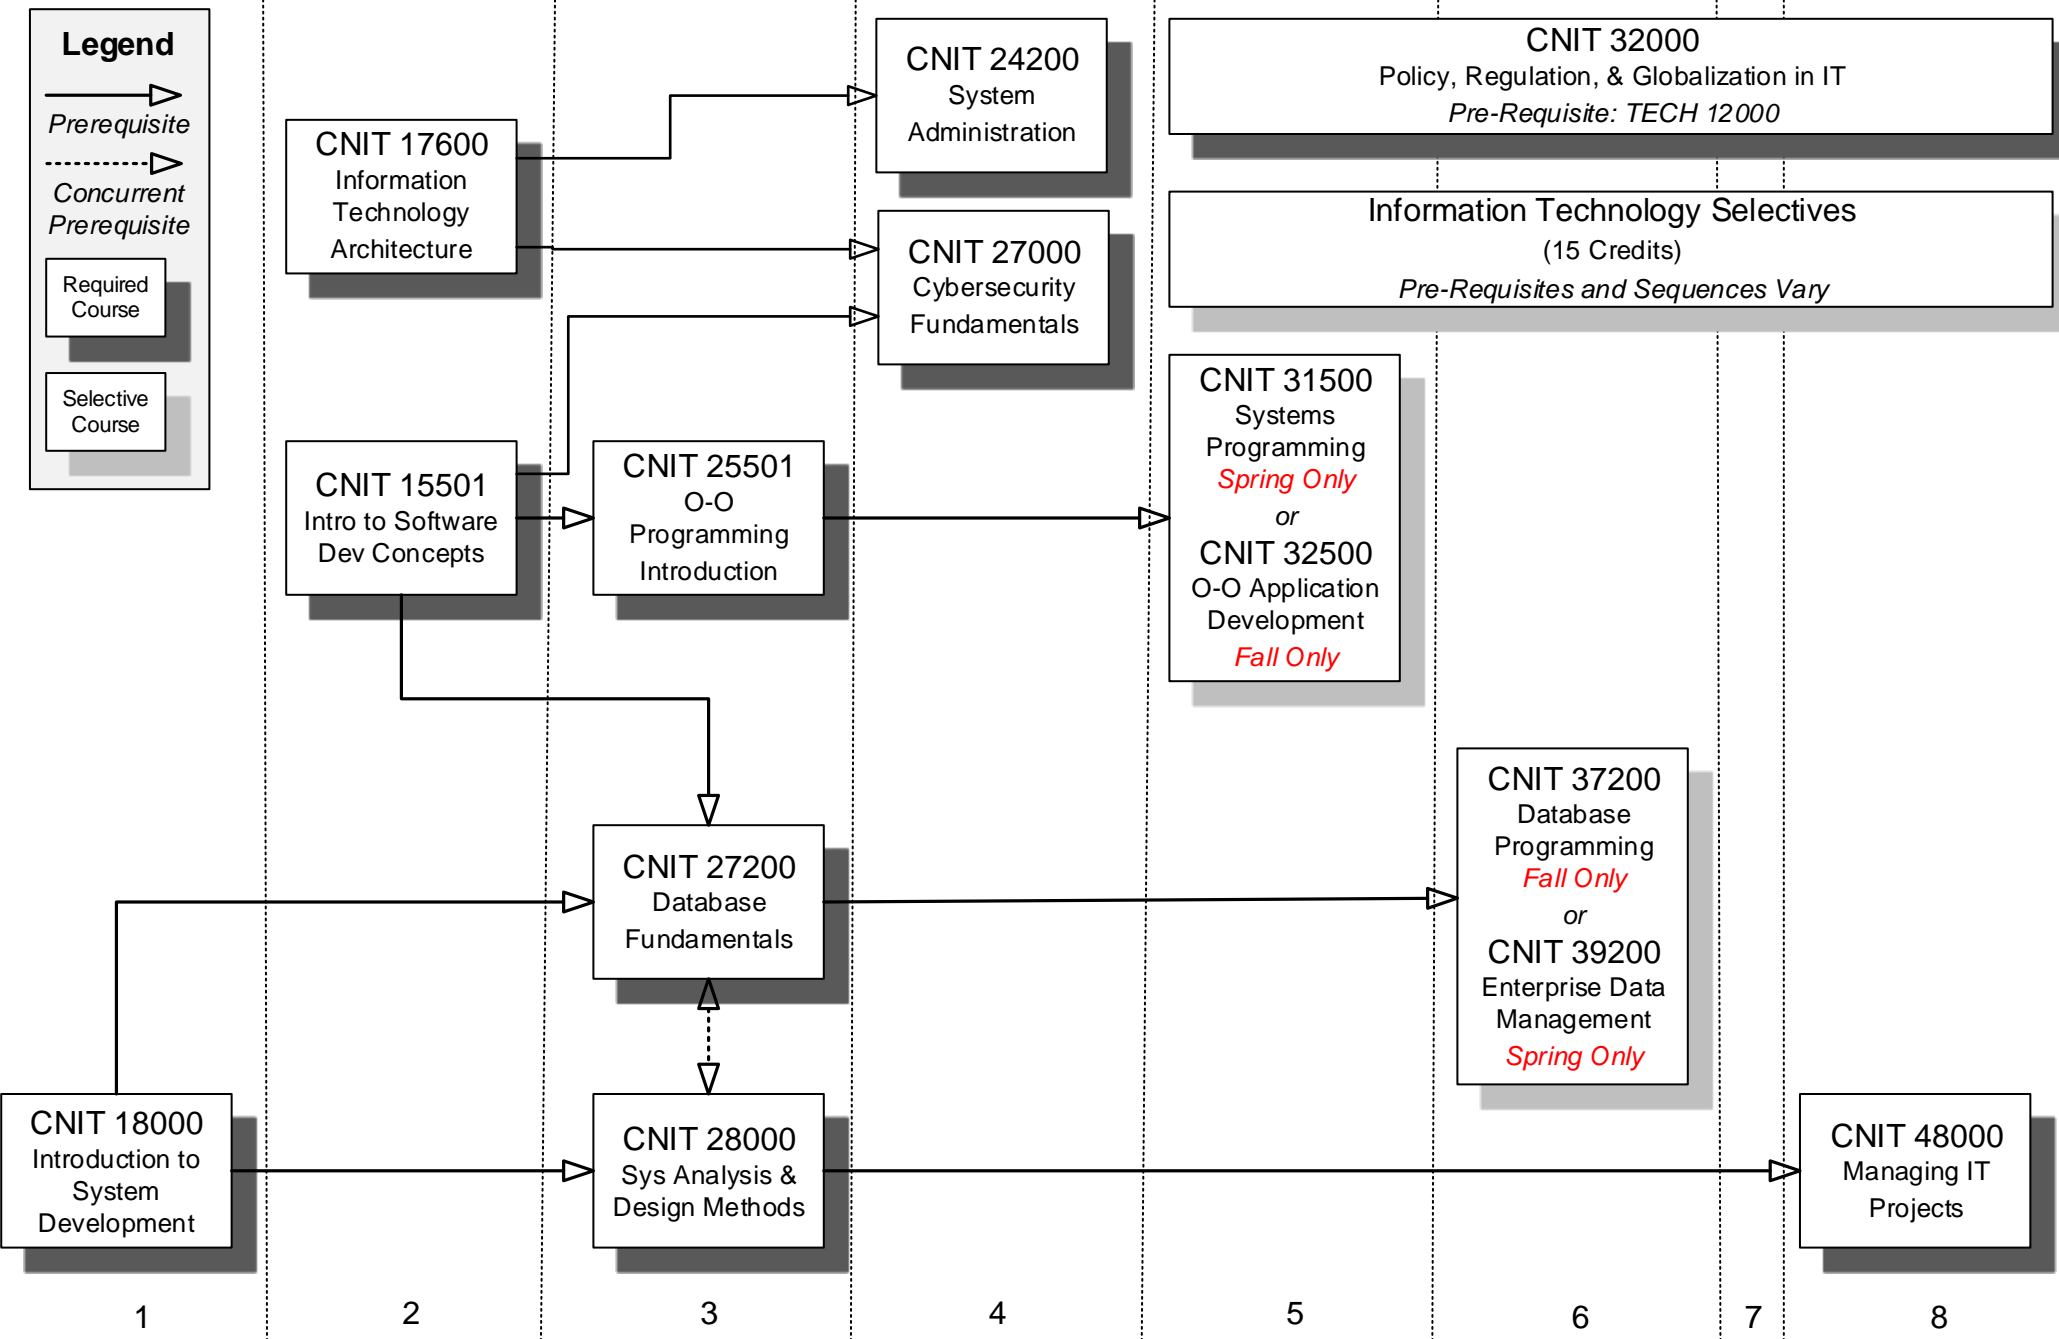 Legend
Prerequisite
Concurrent
Prerequisite
Required
Course
Selective
Course
CNIT 17600
Information
Technology
Architecture
CNIT 24200
System
Administration
CNIT 32000
Policy, Regulation, & Globalization in IT
Pre-Requisite: TECH 12000
CNIT 27000
Cybersecurity
Fundamentals
Information Technology Selectives
(15 Credits)
Pre-Requisites and Sequences Vary
CNIT 15501
Intro to Software
Dev Concepts
CNIT 25501
O-O
Programming
Introduction
CNIT 31500
Systems
Programming
Spring Only
or
CNIT 32500
O-O Application
Development
Fall Only
CNIT 27200
Database
Fundamentals
CNIT 37200
Database
Programming
Fall Only
or
CNIT 39200
Enterprise Data
Management
Spring Only
CNIT 18000
Introduction to
System
Development
CNIT 28000
Sys Analysis &
Design Methods
CNIT 48000
Managing IT
Projects
1
2
3
4
5
6
7
8